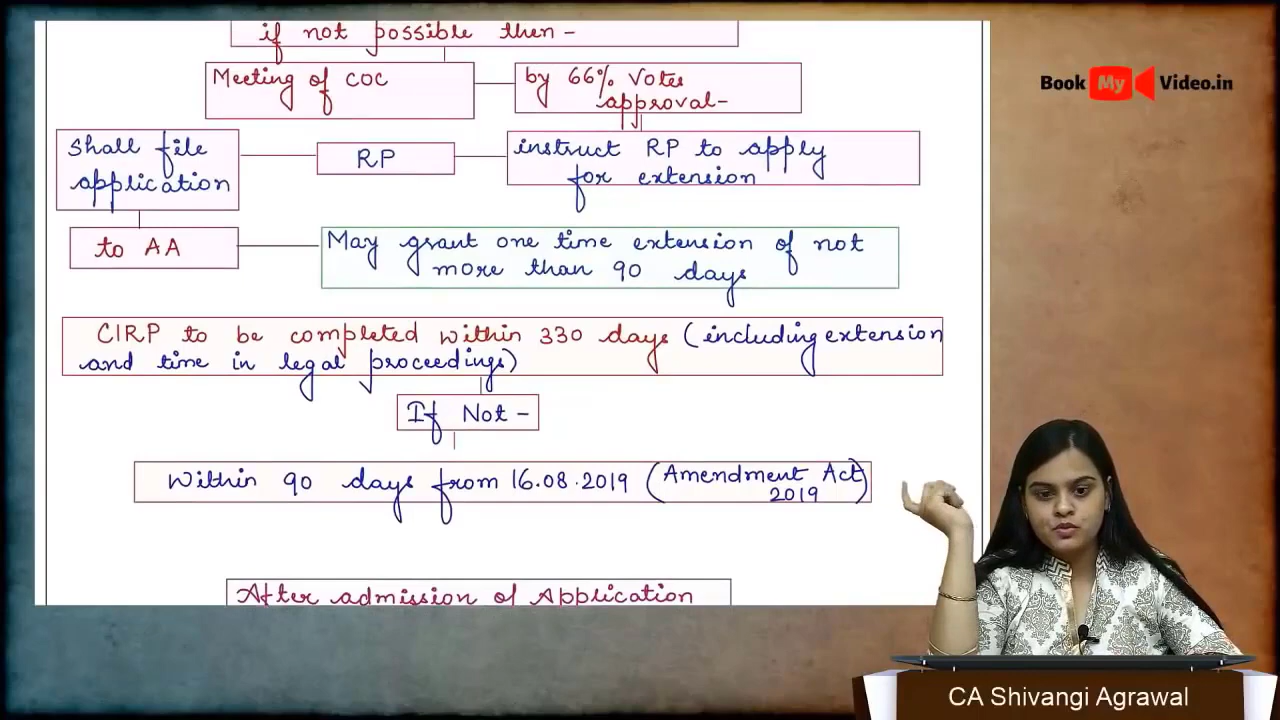 if not possible then -
Meeting of COC
by 66% Votes
approval-
Shall file
application
RP
instruct RP to apply
for extension
to AA
May grant one time extension of not
more than 90 days
CIRP to be completed within 330 days (including extension
and time in legal proceedings)
If Not -
Within 90 days from 16.08.2019 (Amendment Act
2019)
After admission of Application
Book My Video.in
CA Shivangi Agrawal